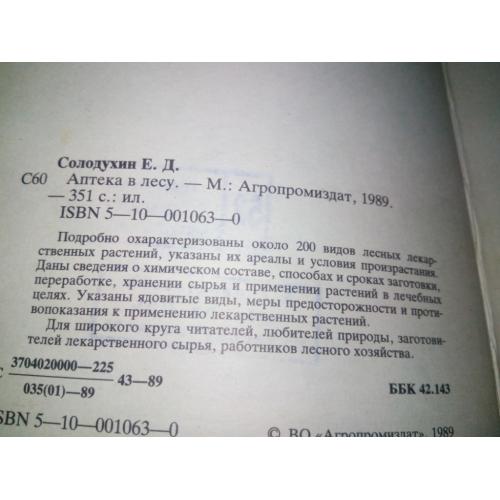 Солодухин Е. Д.
С60 Аптека в лесу. — М.: Агропромиздат, 1989.
— 351 с.: ил.
ISBN 5—10—001063—0
Подробно охарактеризованы около 200 видов лесных лекар-
ственных растений, указаны их ареалы и условия произрастания.
Даны сведения о химическом составе, способах и сроках заготовки,
переработке, хранении сырья и применении растений в лечебных
целях. Указаны ядовитые виды, меры предосторожности и проти-
вопоказания к применению лекарственных растений.
Для широкого круга читателей, любителей природы, заготови-
телей лекарственного сырья, работников лесного хозяйства.
3704020000—225
С 43—89 ББК 42.143
035(01)—89
ISBN 5—10—001063—0 © ВО «Агропромиздат», 1989